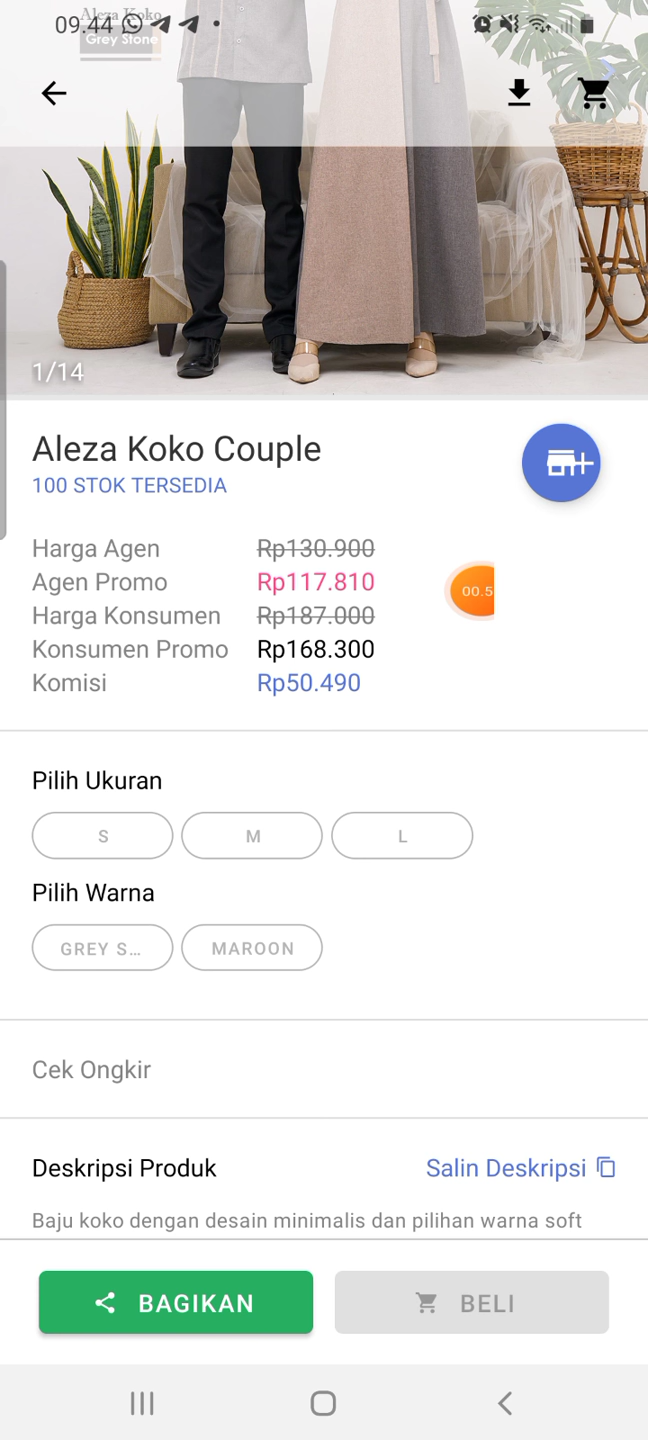 Aleza Koko
09.44
Grey Stone
1/14
Aleza Koko Couple
100 STOK TERSEDIA
Harga Agen Rp130.900
Agen Promo Rp117.810
00.5
Harga Konsumen Rp187.000
Konsumen Promo Rp168.300
Komisi Rp50.490
Pilih Ukuran
S M L
Pilih Warna
GREY S... MAROON
Cek Ongkir
Deskripsi Produk Salin Deskripsi
Baju koko dengan desain minimalis dan pilihan warna soft
BAGIKAN BELI